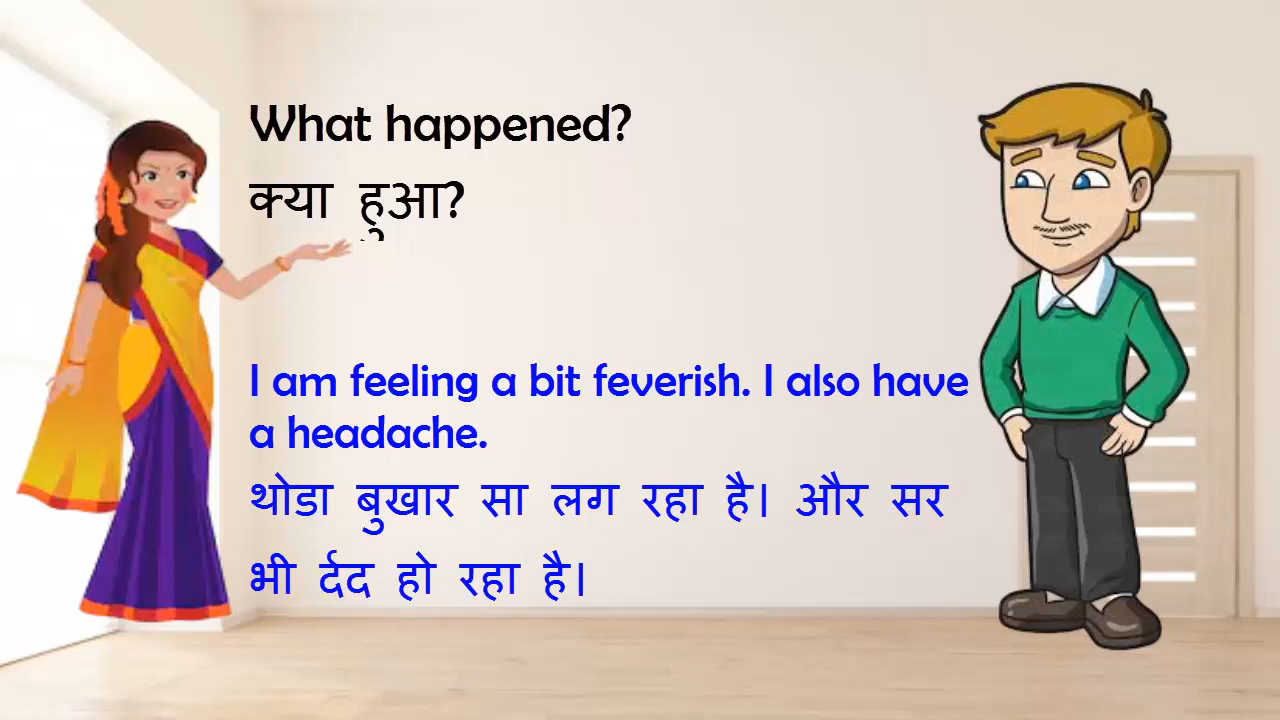 What happened?
क्या हुआ?
I am feeling a bit feverish. I also have
a headache.
थोडा बुखार सा लग रहा है। और सर
भी र्दद हो रहा है।